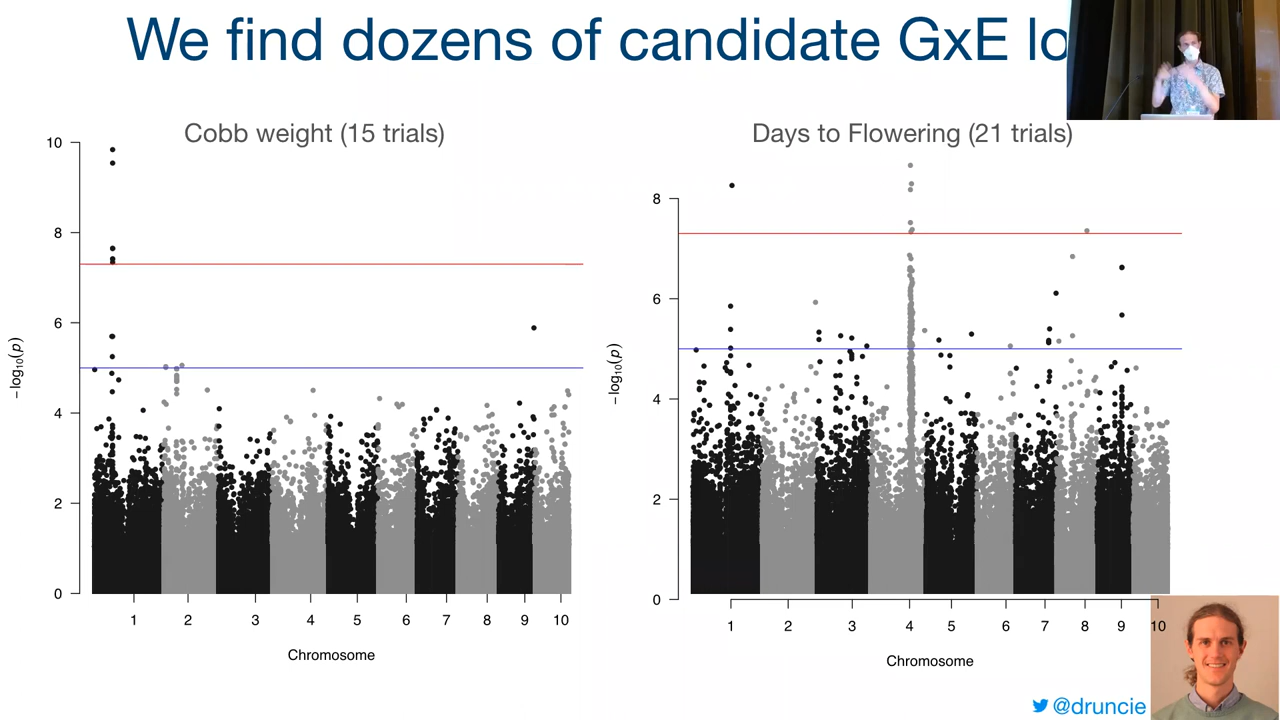 We find dozens of candidate GxE lo
Cobb weight (15 trials)
Days to Flowering (21 trials)
10
8
6
4
2
0
−log10(p)
1 2 3 4 5 6 7 8 9 10
Chromosome
8
6
4
2
0
−log10(p)
1 2 3 4 5 6 7 8 9 10
Chromosome
@druncie